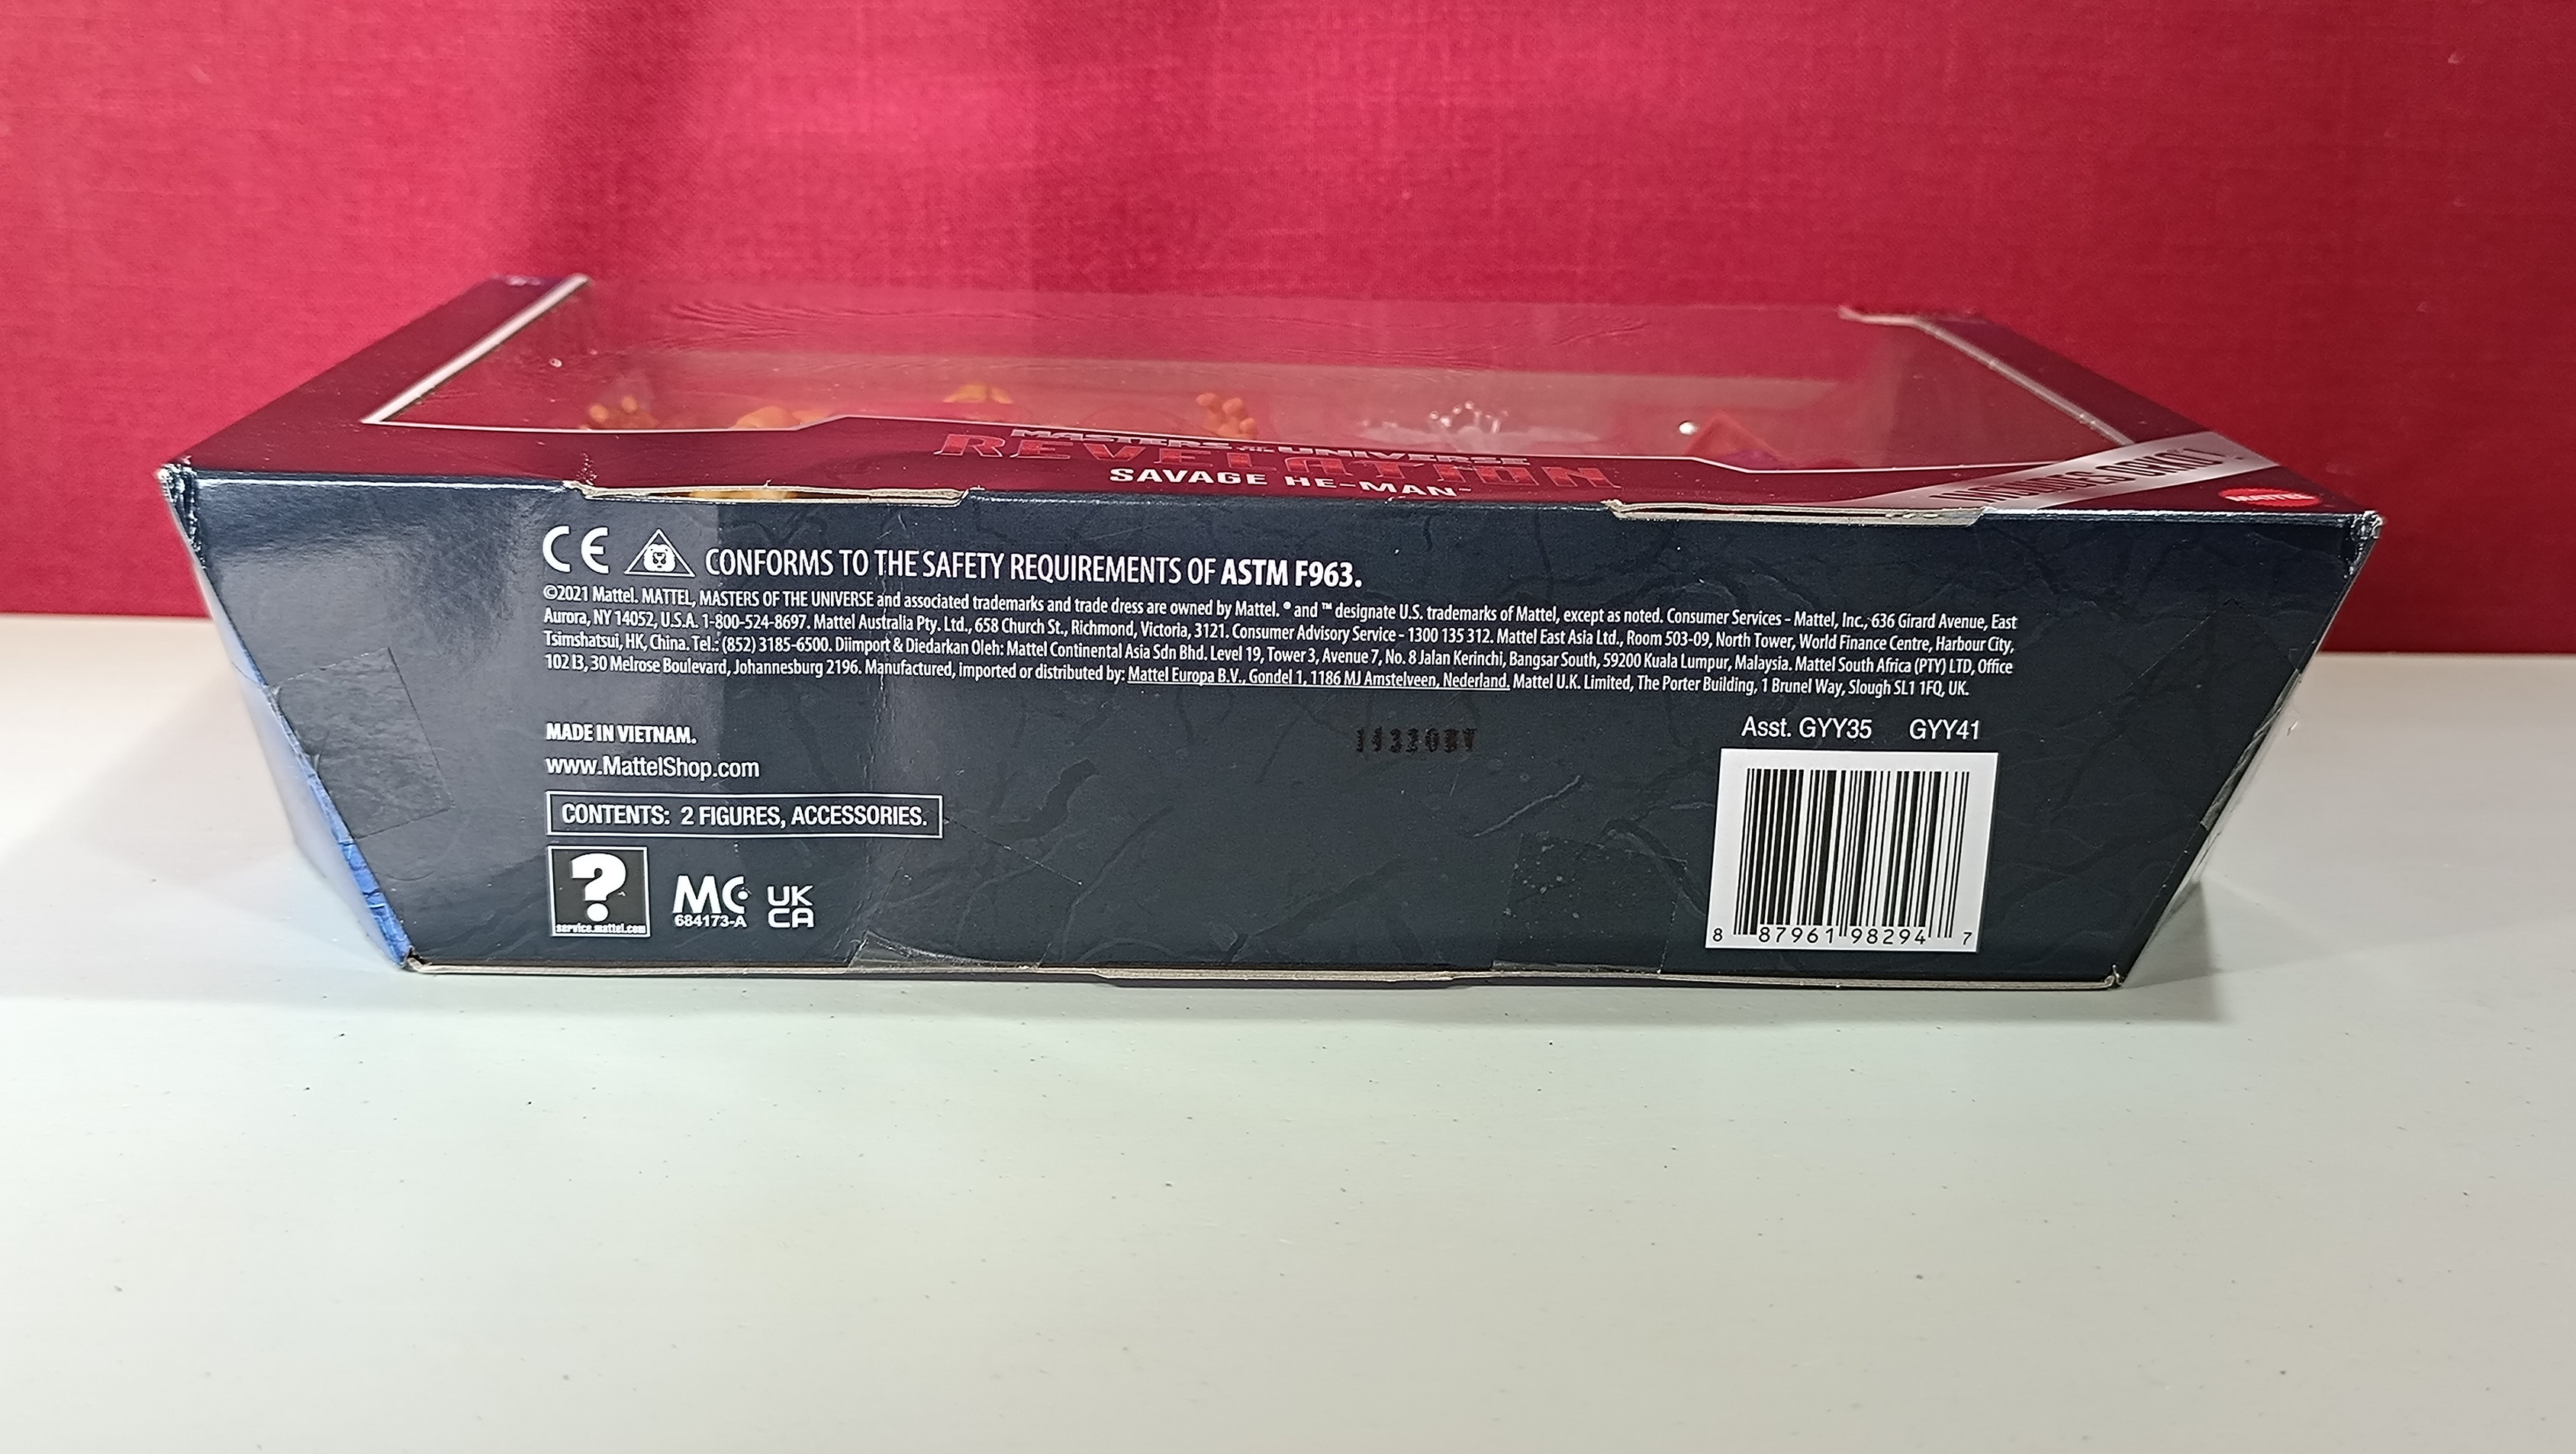 MASTERS OF THE UNIVERSE
REVELATION
SAVAGE HE-MAN™
MATTEL
CE CONFORMS TO THE SAFETY REQUIREMENTS OF ASTM F963.
©2021 Mattel. MATTEL, MASTERS OF THE UNIVERSE and associated trademarks and trade dress are owned by Mattel. ® and ™ designate U.S. trademarks of Mattel, except as noted. Consumer Services - Mattel, Inc., 636 Girard Avenue, East
Aurora, NY 14052, U.S.A. 1-800-524-8697. Mattel Australia Pty. Ltd., 658 Church St., Richmond, Victoria, 3121. Consumer Advisory Service - 1300 135 312. Mattel East Asia Ltd., Room 503-09, North Tower, World Finance Centre, Harbour City,
Tsimshatsui, HK, China. Tel.: (852) 3185-6500. Diimport & Diedarkan Oleh: Mattel Continental Asia Sdn Bhd. Level 19, Tower 3, Avenue 7, No. 8 Jalan Kerinchi, Bangsar South, 59200 Kuala Lumpur, Malaysia. Mattel South Africa (PTY) LTD, Office
102 I3, 30 Melrose Boulevard, Johannesburg 2196. Manufactured, imported or distributed by: Mattel Europa B.V., Gondel 1, 1186 MJ Amstelveen, Nederland. Mattel U.K. Limited, The Porter Building, 1 Brunel Way, Slough SL1 1FQ, UK.
MADE IN VIETNAM.
www.MattelShop.com
CONTENTS: 2 FIGURES, ACCESSORIES.
?
service.mattel.com
MC
684173-A
UK
CA
Asst. GYY35 GYY41
8 87961 98294 7